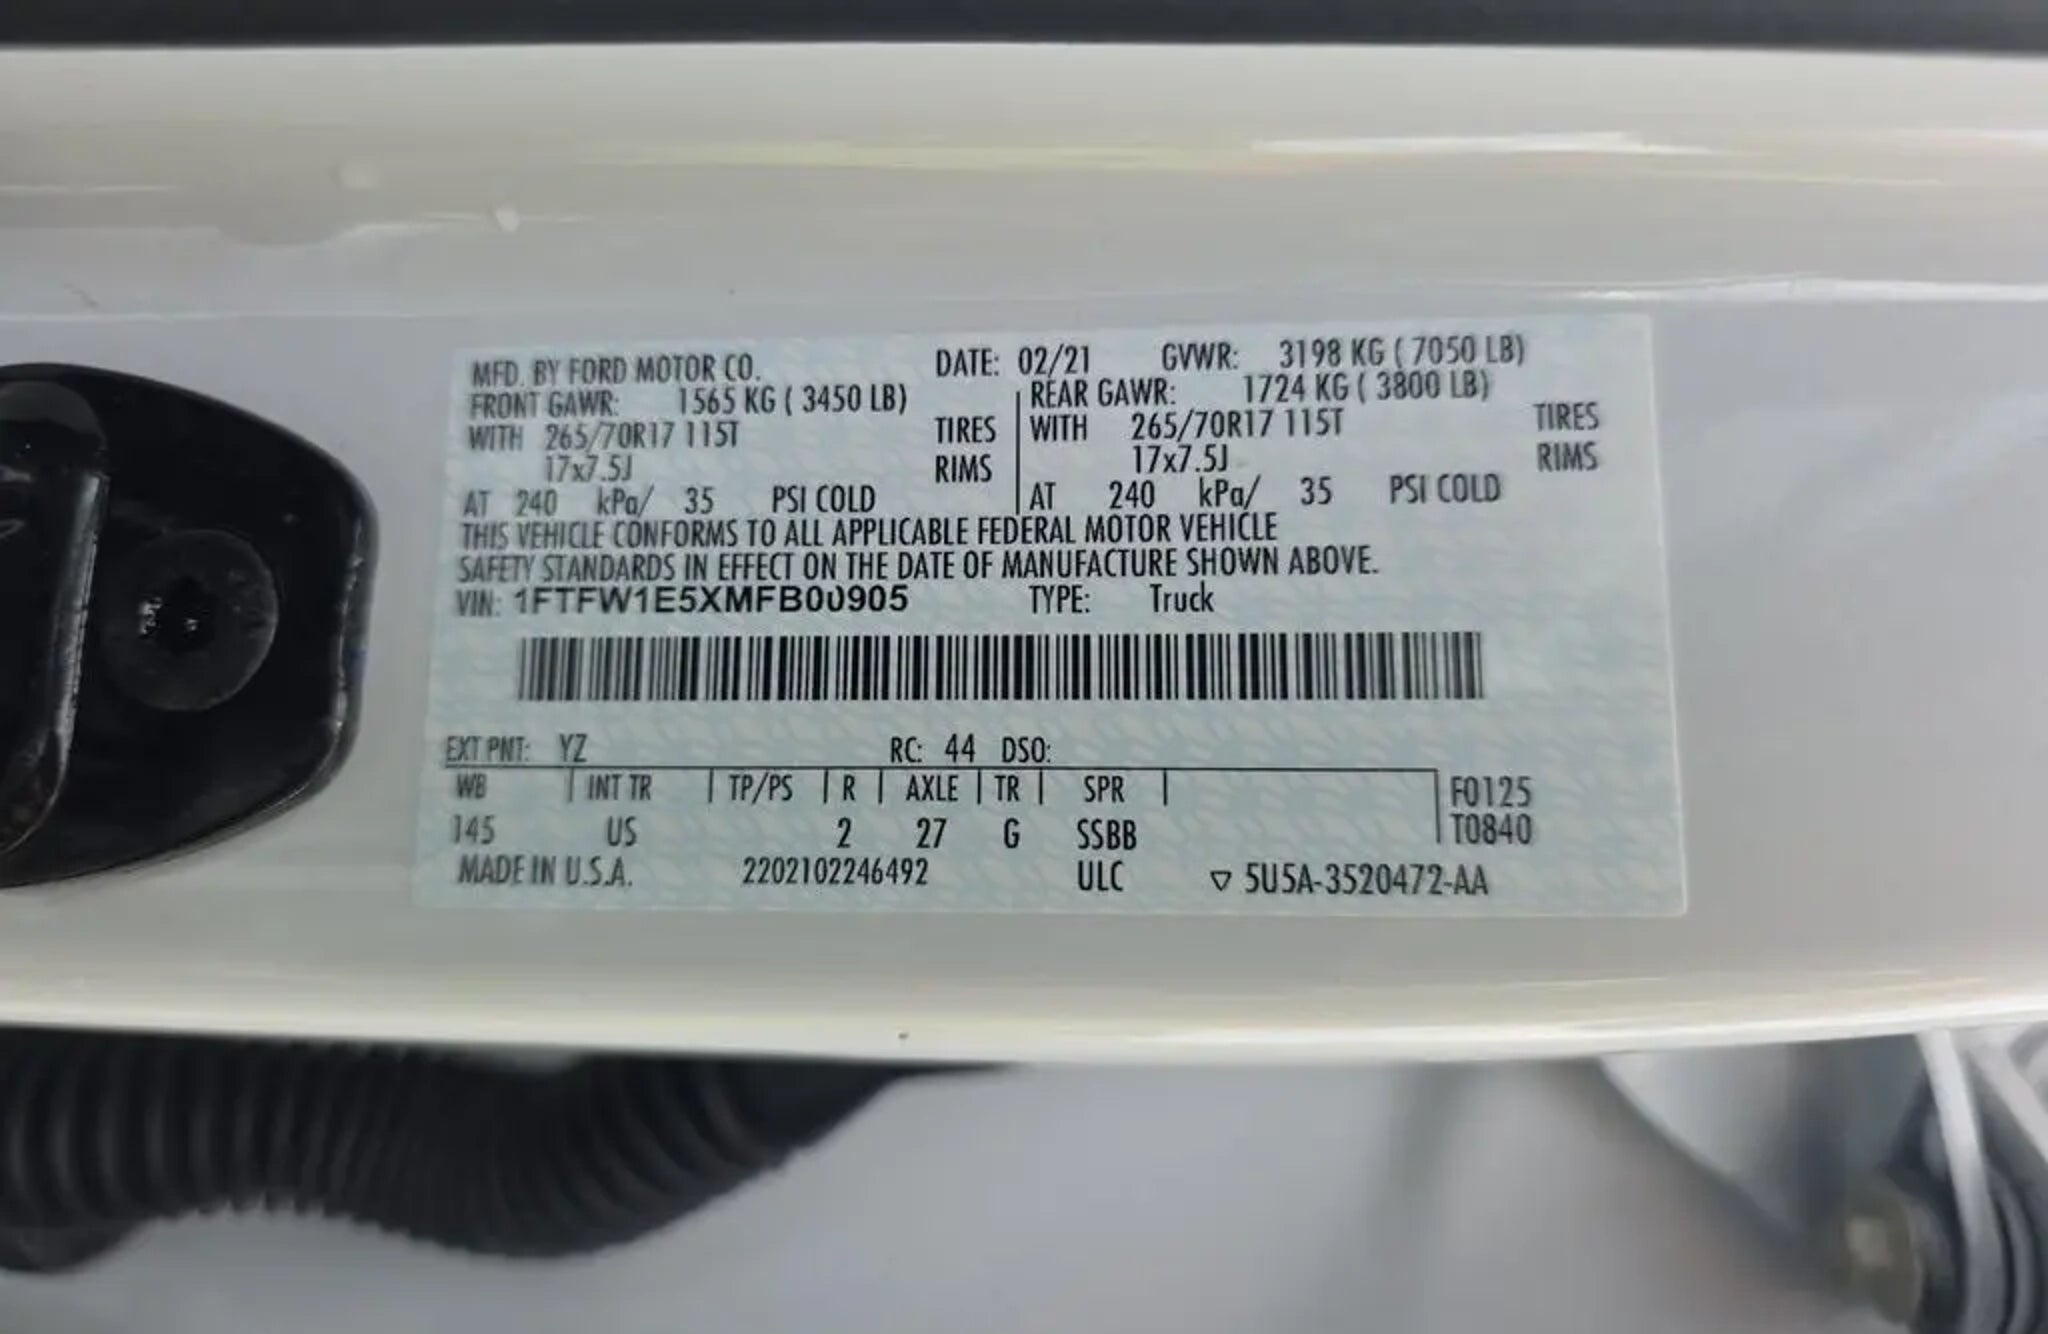 MFD. BY FORD MOTOR CO. DATE: 02/21 GVWR: 3198 KG ( 7050 LB)
FRONT GAWR: 1565 KG ( 3450 LB) REAR GAWR: 1724 KG ( 3800 LB)
WITH 265/70R17 115T TIRES WITH 265/70R17 115T TIRES
17x7.5J RIMS 17x7.5J RIMS
AT 240 kPa/ 35 PSI COLD AT 240 kPa/ 35 PSI COLD
THIS VEHICLE CONFORMS TO ALL APPLICABLE FEDERAL MOTOR VEHICLE
SAFETY STANDARDS IN EFFECT ON THE DATE OF MANUFACTURE SHOWN ABOVE.
VIN: 1FTFW1E5XMFB00905 TYPE: Truck
EXT PNT: YZ RC: 44 DSO:
WB INT TR TP/PS R AXLE TR SPR F0125
145 US 2 27 G SSBB T0840
MADE IN U.S.A. 2202102246492 ULC ▽ 5U5A-3520472-AA